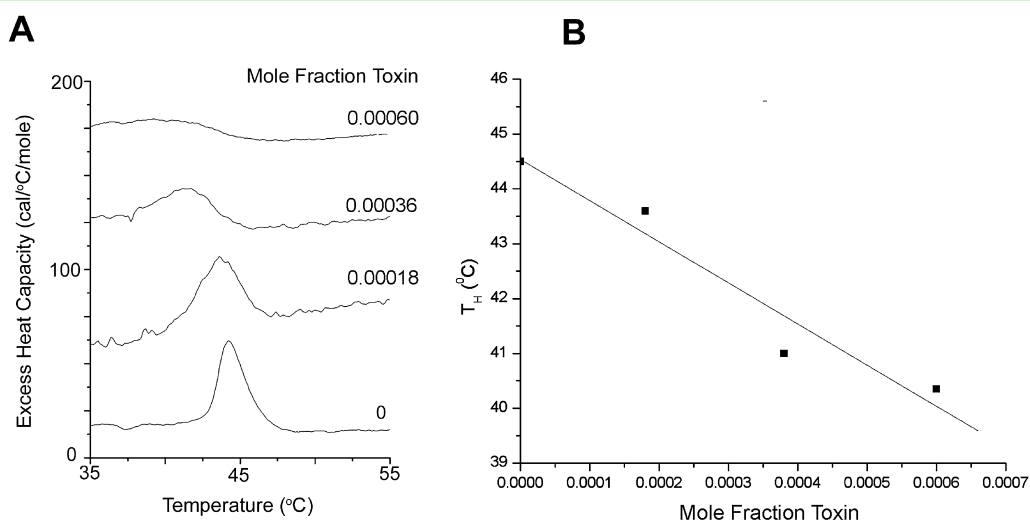 A
Mole Fraction Toxin
200
0.00060
0.00036
0.00018
0
100
0
35
45
55
Excess Heat Capacity (cal/°C/mole)
Temperature (°C)
B
46
45
44
43
42
41
40
39
T_H (⁰C)
0.0000 0.0001 0.0002 0.0003 0.0004 0.0005 0.0006 0.0007
Mole Fraction Toxin